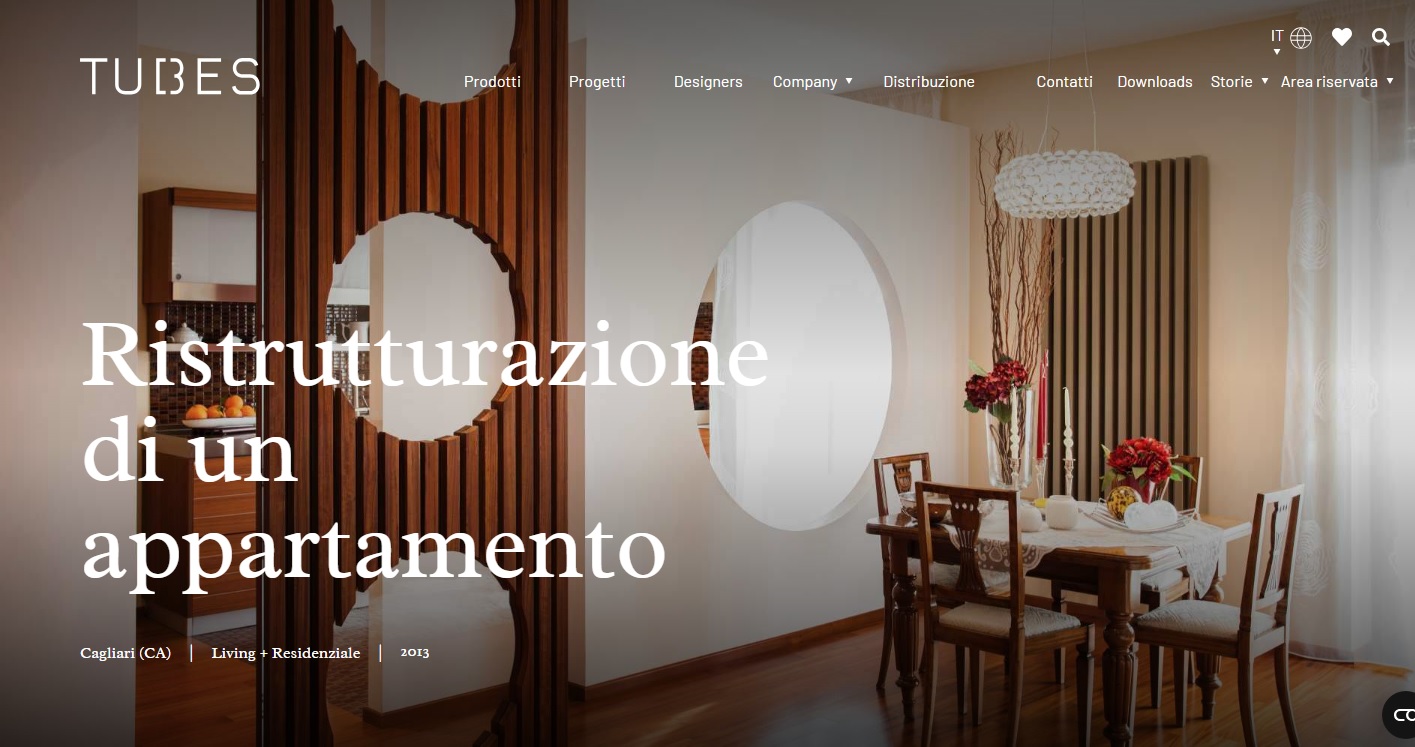 IT
TUBES
Prodotti Progetti Designers Company Distribuzione Contatti Downloads Storie Area riservata
Ristrutturazione
di un
appartamento
Cagliari (CA) | Living + Residenziale | 2013